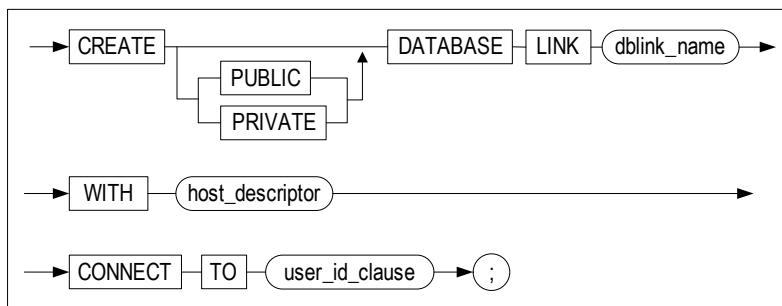 CREATE DATABASE LINK dblink_name
PUBLIC
PRIVATE
WITH host_descriptor
CONNECT TO user_id_clause ;